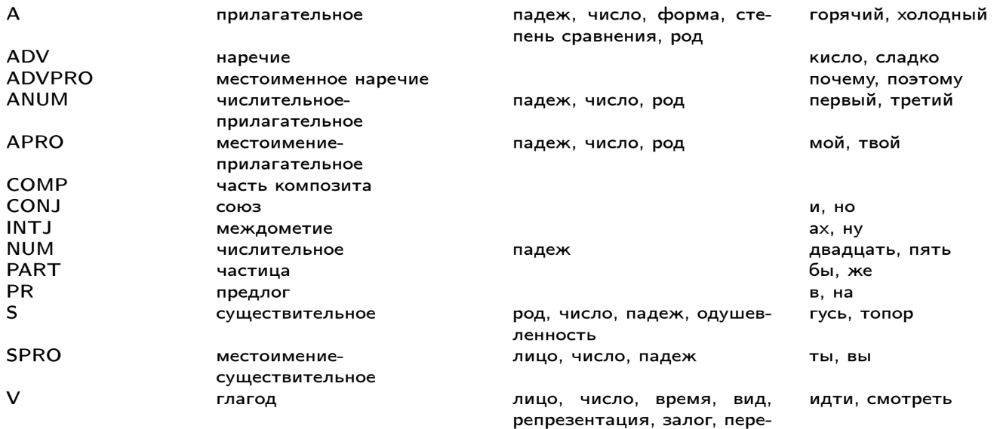 A прилагательное падеж, число, форма, сте- горячий, холодный
пень сравнения, род
ADV наречие кисло, сладко
ADVPRO местоименное наречие почему, поэтому
ANUM числительное- падеж, число, род первый, третий
прилагательное
APRO местоимение- падеж, число, род мой, твой
прилагательное
COMP часть композита
CONJ союз и, но
INTJ междометие ах, ну
NUM числительное падеж двадцать, пять
PART частица бы, же
PR предлог в, на
S существительное род, число, падеж, одушев- гусь, топор
ленность
SPRO местоимение- лицо, число, падеж ты, вы
существительное
V глагод лицо, число, время, вид, идти, смотреть
репрезентация, залог, пере-